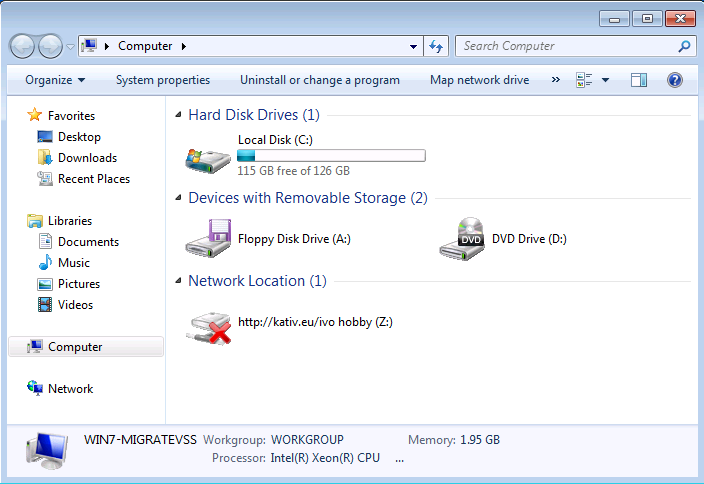 Computer
Search Computer
Organize System properties Uninstall or change a program Map network drive »
Favorites
Desktop
Downloads
Recent Places
Libraries
Documents
Music
Pictures
Videos
Computer
Network
Hard Disk Drives (1)
Local Disk (C:)
115 GB free of 126 GB
Devices with Removable Storage (2)
Floppy Disk Drive (A:)
DVD
DVD Drive (D:)
Network Location (1)
http://kativ.eu/ivo hobby (Z:)
WIN7-MIGRATEVSS Workgroup: WORKGROUP Memory: 1.95 GB
Processor: Intel(R) Xeon(R) CPU ...